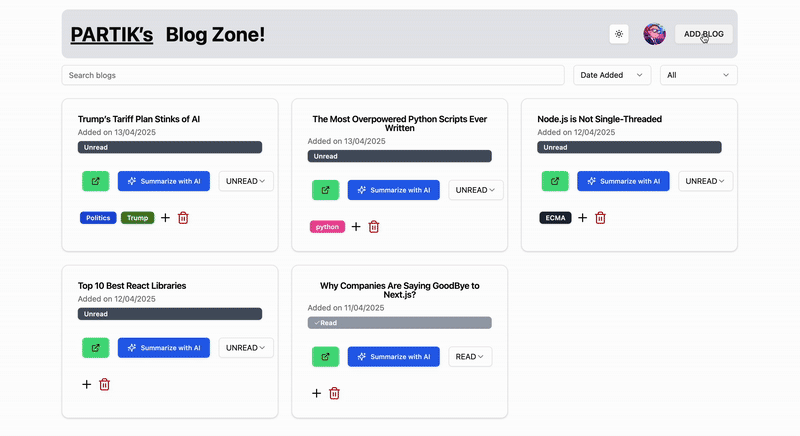 PARTIK's Blog Zone!
ADD BLOG
Search blogs
Date Added
All
Trump's Tariff Plan Stinks of AI
Added on 13/04/2025
Unread
Summarize with AI
UNREAD
Politics
Trump
The Most Overpowered Python Scripts Ever
Written
Added on 13/04/2025
Unread
Summarize with AI
UNREAD
python
Node.js is Not Single-Threaded
Added on 12/04/2025
Unread
Summarize with AI
UNREAD
ECMA
Top 10 Best React Libraries
Added on 12/04/2025
Unread
Summarize with AI
UNREAD
Why Companies Are Saying GoodBye to
Next.js?
Added on 11/04/2025
Read
Summarize with AI
READ